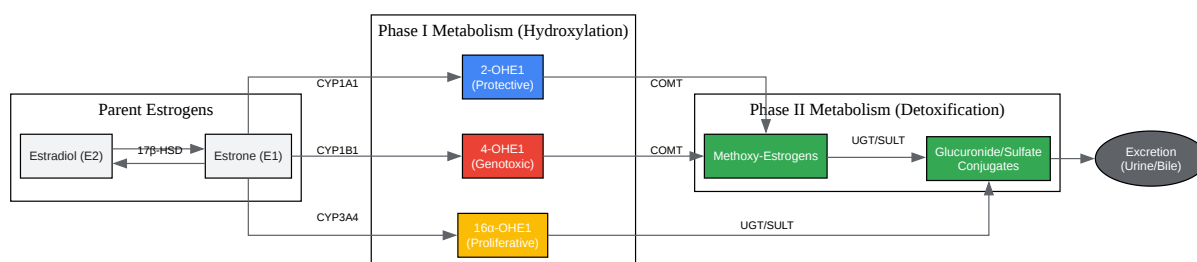 Phase I Metabolism (Hydroxylation)
2-OHE1
(Protective)
CYP1A1
COMT
Parent Estrogens
Phase II Metabolism (Detoxification)
Estradiol (E2)
17β-HSD
Estrone (E1)
CYP1B1
4-OHE1
(Genotoxic)
COMT
Methoxy-Estrogens
UGT/SULT
Glucuronide/Sulfate
Conjugates
Excretion
(Urine/Bile)
CYP3A4
16α-OHE1
(Proliferative)
UGT/SULT